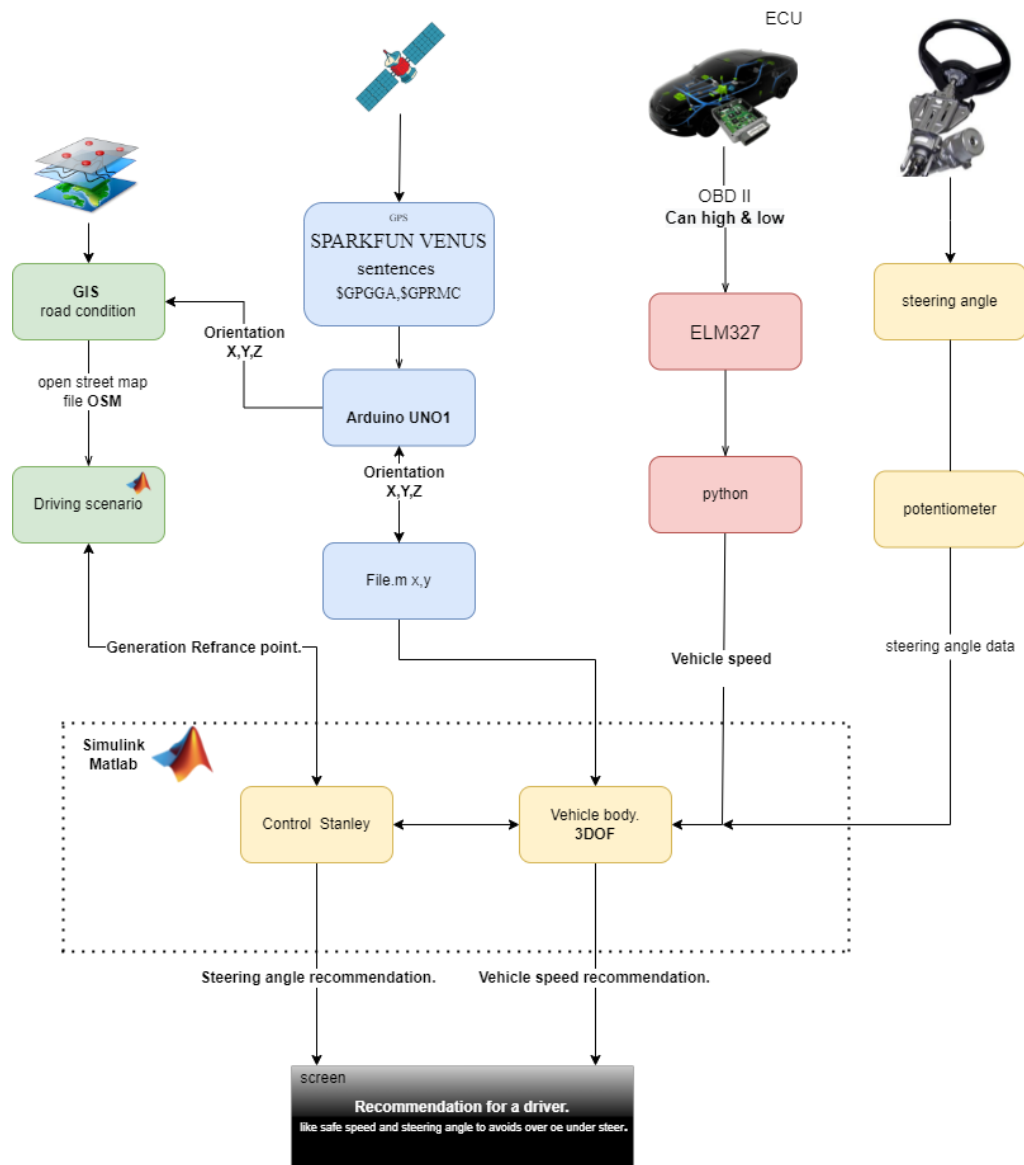 ECU
OBD II
Can high & low
GPS
SPARKFUN VENUS
sentences
$GPGGA,$GPRMC
GIS
road condition
steering angle
ELM327
Orientation
X,Y,Z
open street map
file OSM
Arduino UNO1
Orientation
X,Y,Z
Driving scenario
python
potentiometer
File.m x,y
Generation Refrance point.
Vehicle speed
steering angle data
Simulink
Matlab
Control Stanley
Vehicle body.
3DOF
Steering angle recommendation.
Vehicle speed recommendation.
screen
Recommendation for a driver.
like safe speed and steering angle to avoids over oe under steer.